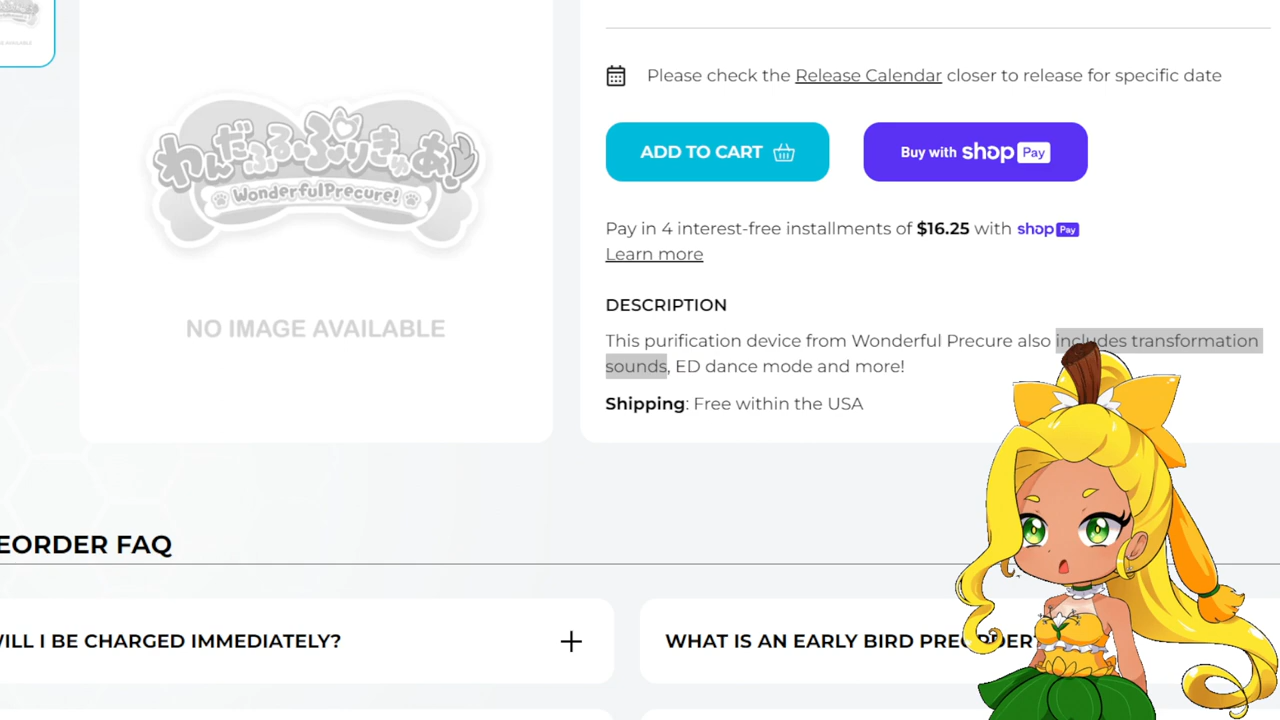 AVAILABLE
Please check the Release Calendar closer to release for specific date
ADD TO CART
Buy with shop Pay
わんだふるぷりきゅあ!
WonderfulPrecure!
Pay in 4 interest-free installments of $16.25 with shop Pay
Learn more
DESCRIPTION
NO IMAGE AVAILABLE
This purification device from Wonderful Precure also includes transformation
sounds, ED dance mode and more!
Shipping: Free within the USA
EORDER FAQ
WILL I BE CHARGED IMMEDIATELY?
WHAT IS AN EARLY BIRD PREORDER?